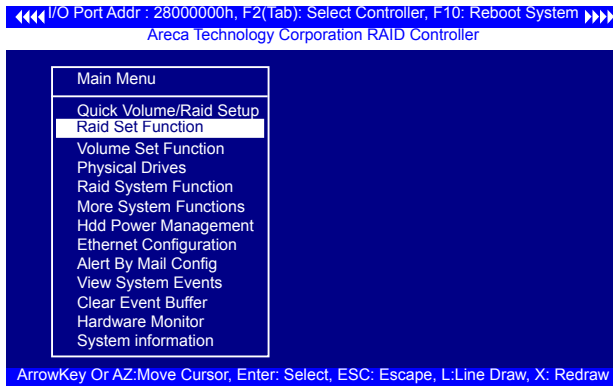 I/O Port Addr : 28000000h, F2(Tab): Select Controller, F10: Reboot System
Areca Technology Corporation RAID Controller
Main Menu
Quick Volume/Raid Setup
Raid Set Function
Volume Set Function
Physical Drives
Raid System Function
More System Functions
Hdd Power Management
Ethernet Configuration
Alert By Mail Config
View System Events
Clear Event Buffer
Hardware Monitor
System information
ArrowKey Or AZ:Move Cursor, Enter: Select, ESC: Escape, L:Line Draw, X: Redraw